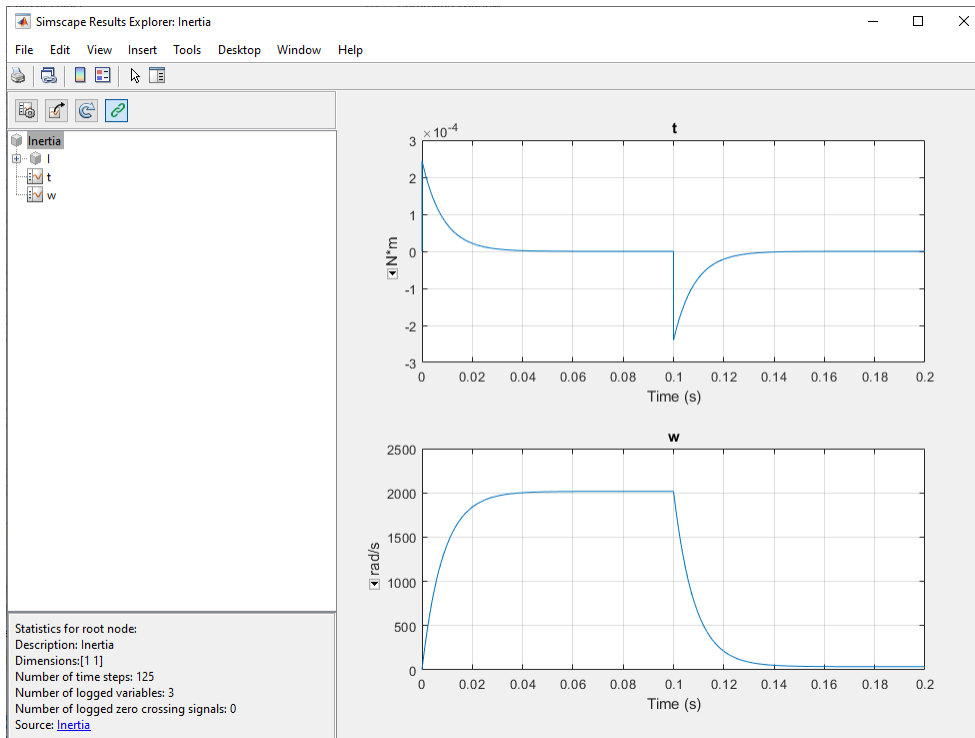 Simscape Results Explorer: Inertia
File Edit View Insert Tools Desktop Window Help
Inertia
I
t
w
Statistics for root node:
Description: Inertia
Dimensions:[1 1]
Number of time steps: 125
Number of logged variables: 3
Number of logged zero crossing signals: 0
Source: Inertia
t
×10⁻⁴
3
2
1
0
-1
-2
-3
N*m
0 0.02 0.04 0.06 0.08 0.1 0.12 0.14 0.16 0.18 0.2
Time (s)
w
2500
2000
1500
1000
500
0
rad/s
0 0.02 0.04 0.06 0.08 0.1 0.12 0.14 0.16 0.18 0.2
Time (s)